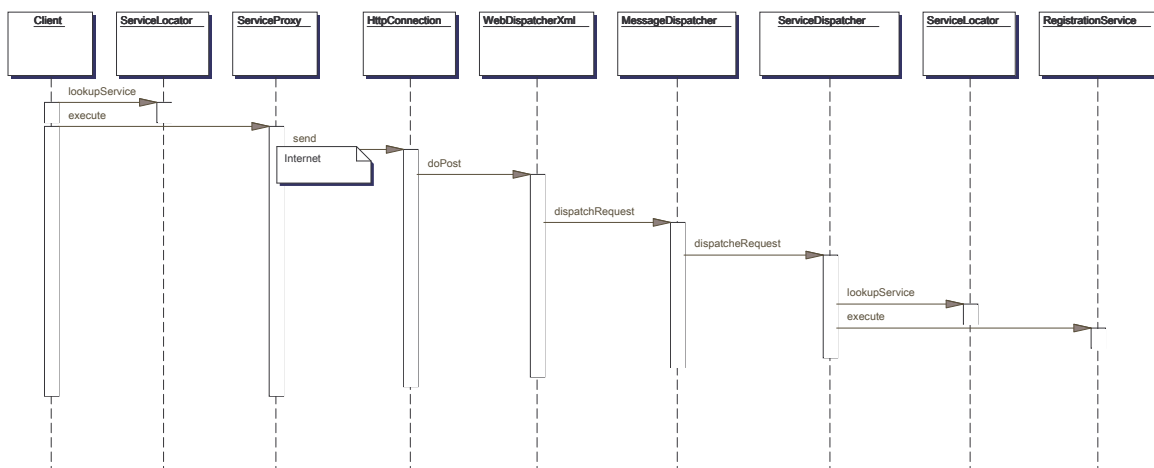 Client
ServiceLocator
ServiceProxy
HttpConnection
WebDispatcherXml
MessageDispatcher
ServiceDispatcher
ServiceLocator
RegistrationService
lookupService
execute
send
Internet
doPost
dispatchRequest
dispatcheRequest
lookupService
execute